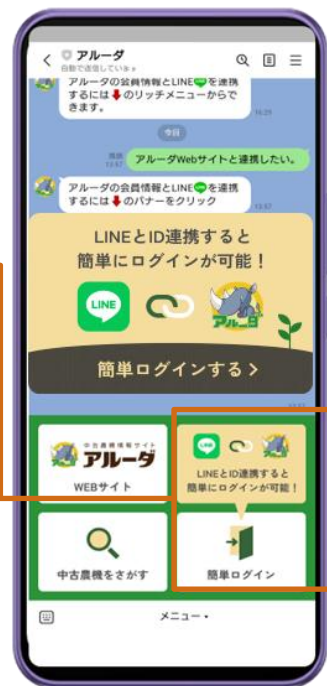 アルーダ
自動で送信しています
アルーダの会員情報とLINEを連携
するには⬇のリッチメニューからで
きます。
16:29
今日
既読
13:57
アルーダWebサイトと連携したい。
アルーダの会員情報とLINEを連携
するには⬇のバナーをクリック
13:57
LINEとID連携すると
簡単にログインが可能!
LINE
アルーダ
簡単ログインする >
中古農機情報サイト
アルーダ
WEBサイト
LINEとID連携すると
簡単にログインが可能!
中古農機をさがす
簡単ログイン
メニュー